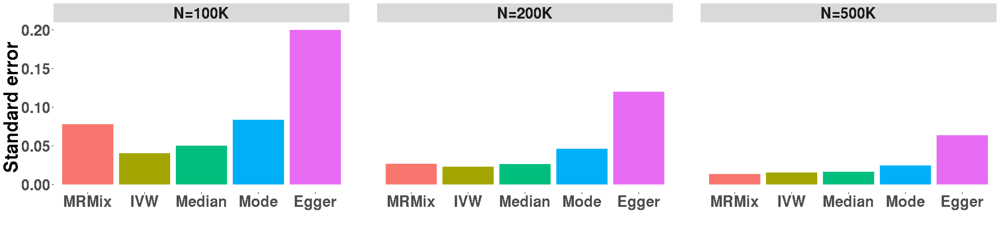 N=100K N=200K N=500K
Standard error
0.20
0.15
0.10
0.05
0.00
MRMix IVW Median Mode Egger MRMix IVW Median Mode Egger MRMix IVW Median Mode Egger